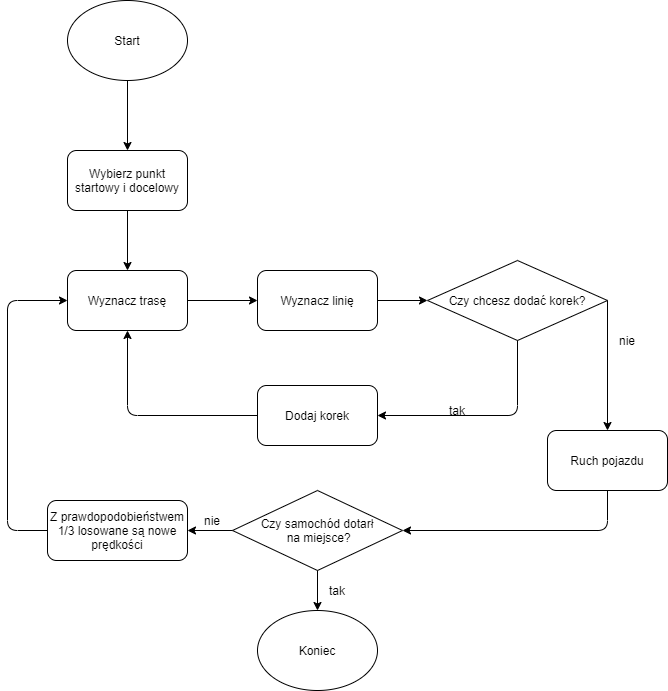 Start
Wybierz punkt
startowy i docelowy
Wyznacz trasę
Wyznacz linię
Czy chcesz dodać korek?
nie
Dodaj korek
tak
Ruch pojazdu
Z prawdopodobieństwem
1/3 losowane są nowe
prędkości
nie
Czy samochód dotarł
na miejsce?
tak
Koniec